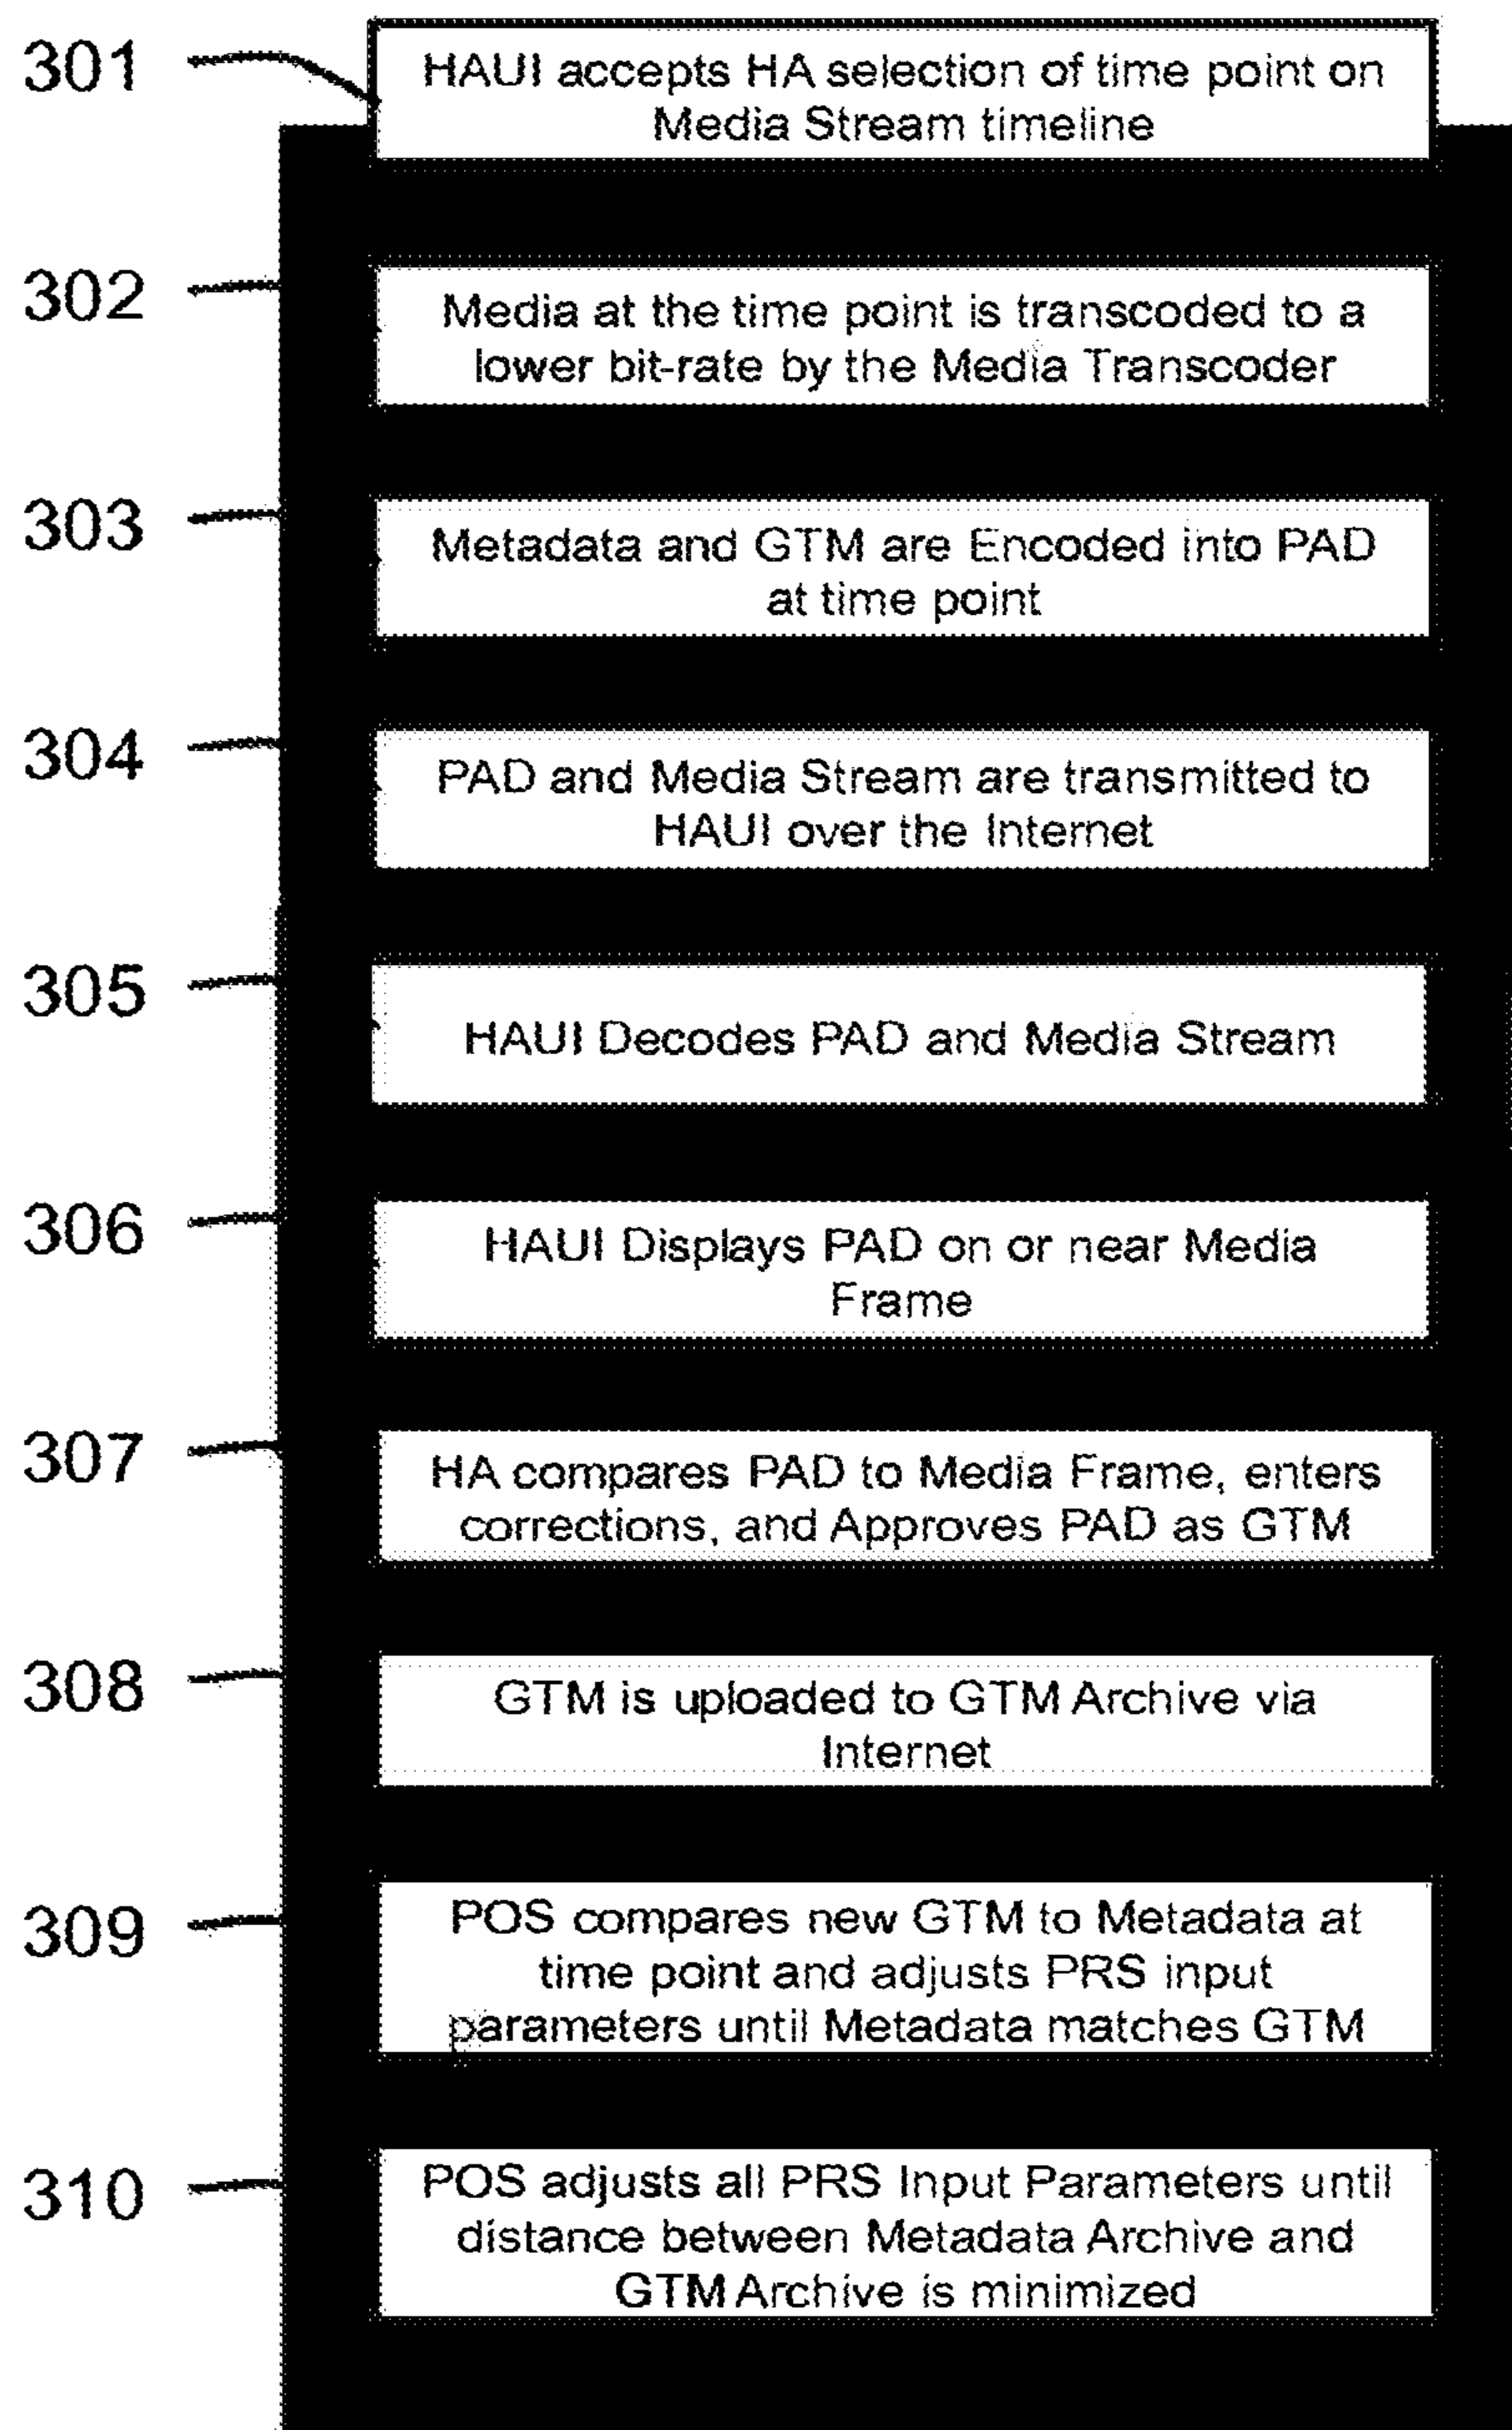 301
HAUI accepts HA selection of time point on
Media Stream timeline
302
Media at the time point is transcoded to a
lower bit-rate by the Media Transcoder
303
Metadata and GTM are Encoded into PAD
at time point
304
PAD and Media Stream are transmitted to
HAUI over the Internet
305
HAUI Decodes PAD and Media Stream
306
HAUI Displays PAD on or near Media
Frame
307
HA compares PAD to Media Frame, enters
corrections, and Approves PAD as GTM
308
GTM is uploaded to GTM Archive via
Internet
309
POS compares new GTM to Metadata at
time point and adjusts PRS input
parameters until Metadata matches GTM
310
POS adjusts all PRS Input Parameters until
distance between Metadata Archive and
GTM Archive is minimized